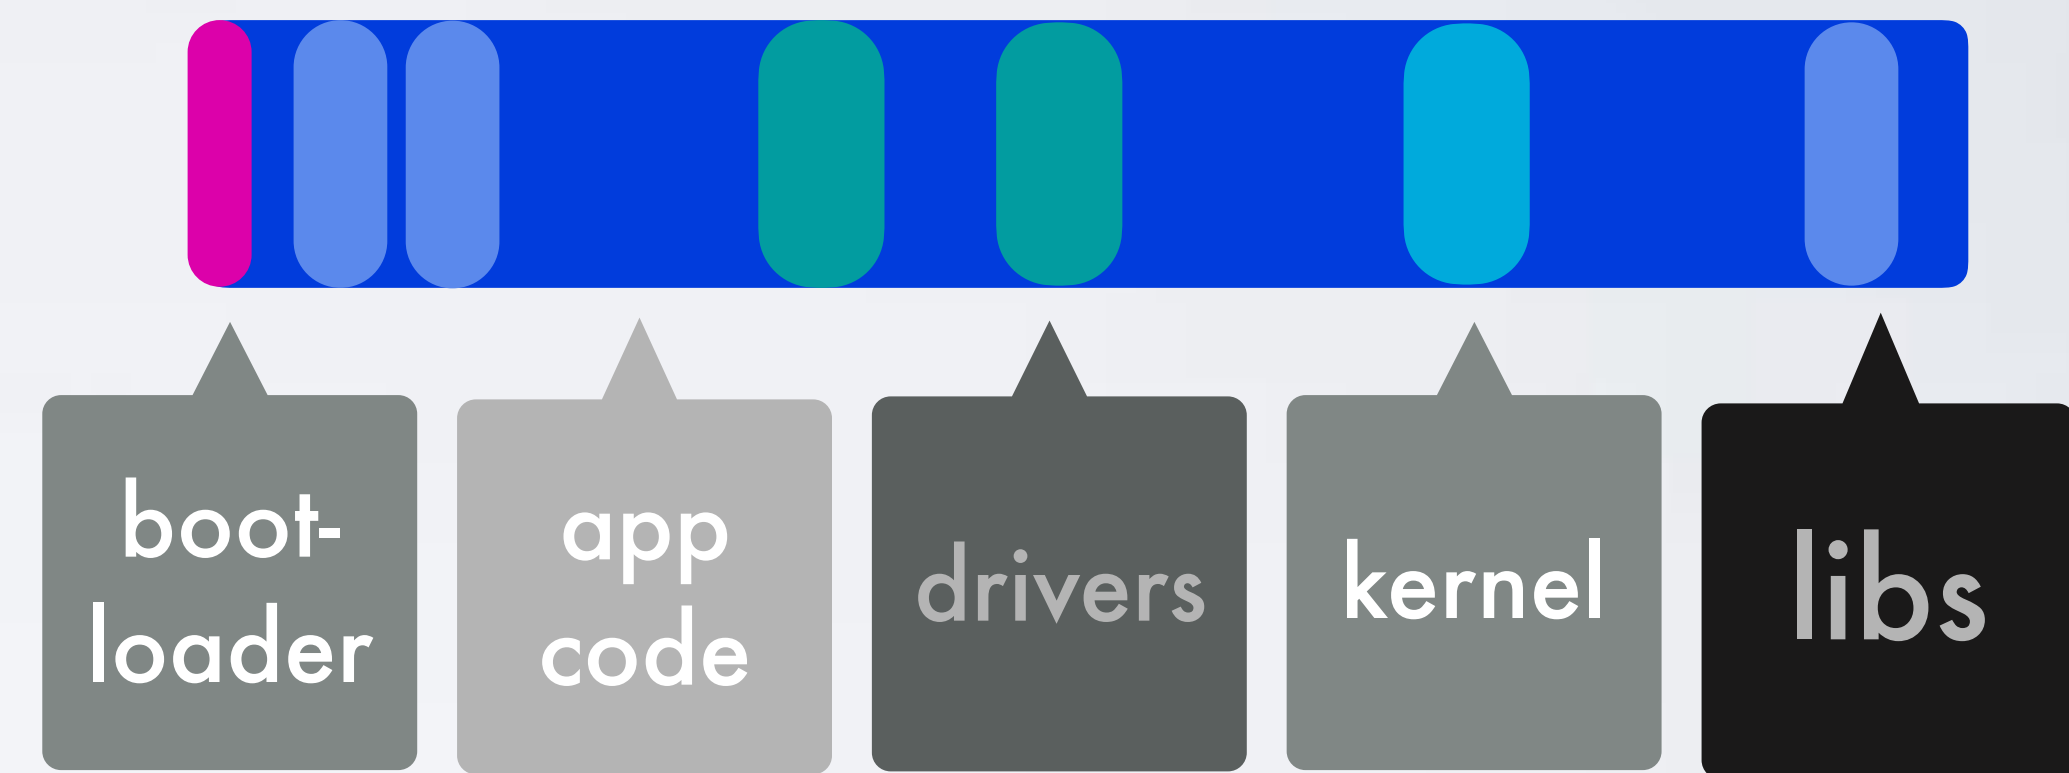 boot-
loader
app
code
drivers
kernel
libs